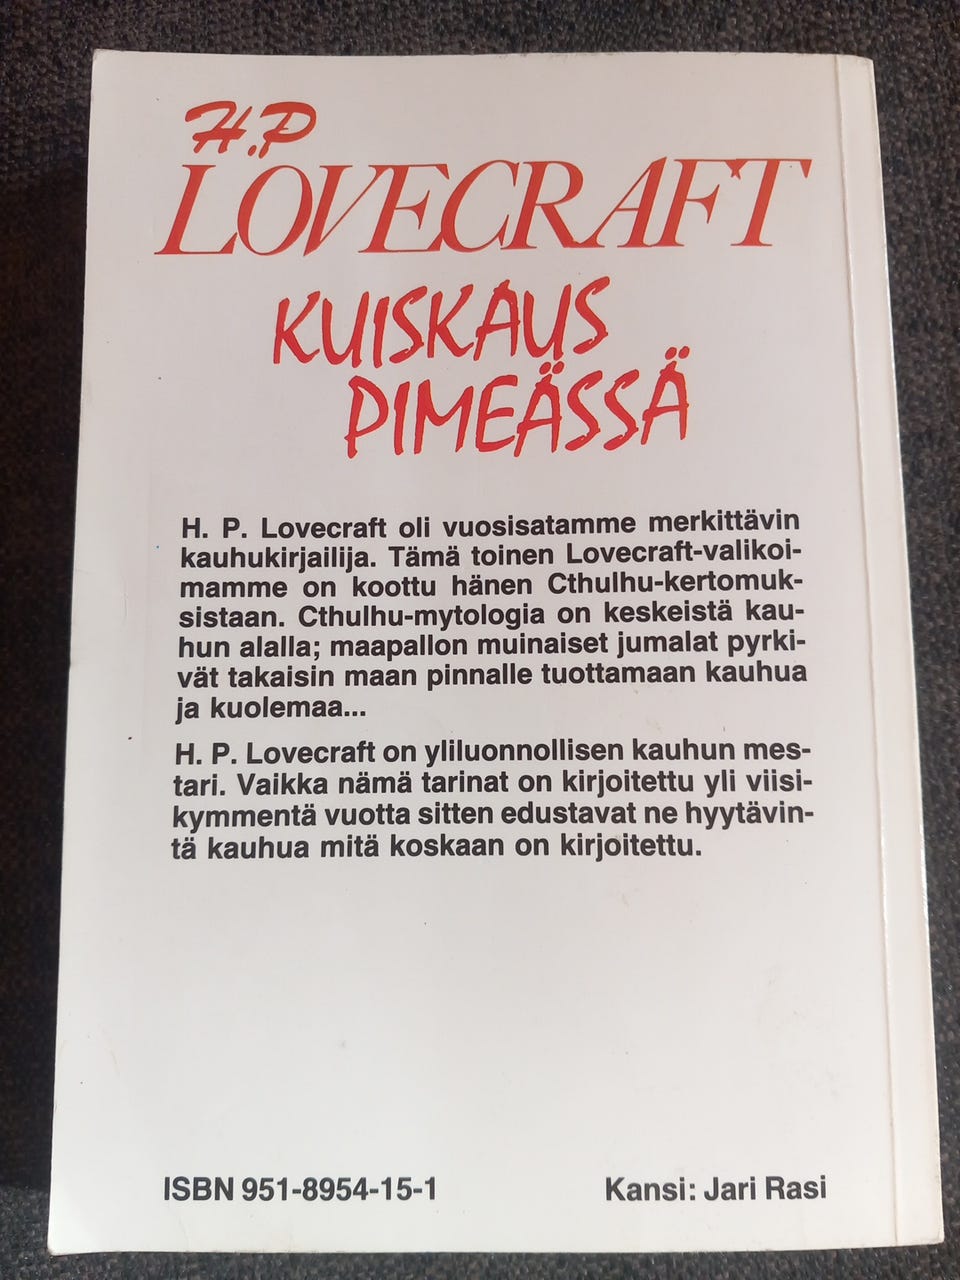 H.P
LOVECRAFT
KUISKAUS
PIMEÄSSÄ
H. P. Lovecraft oli vuosisatamme merkittävin
kauhukirjailija. Tämä toinen Lovecraft-valikoi-
mamme on koottu hänen Cthulhu-kertomuk-
sistaan. Cthulhu-mytologia on keskeistä kau-
hun alalla; maapallon muinaiset jumalat pyrki-
vät takaisin maan pinnalle tuottamaan kauhua
ja kuolemaa...
H. P. Lovecraft on yliluonnollisen kauhun mes-
tari. Vaikka nämä tarinat on kirjoitettu yli viisi-
kymmentä vuotta sitten edustavat ne hyytävin-
tä kauhua mitä koskaan on kirjoitettu.
ISBN 951-8954-15-1 Kansi: Jari Rasi